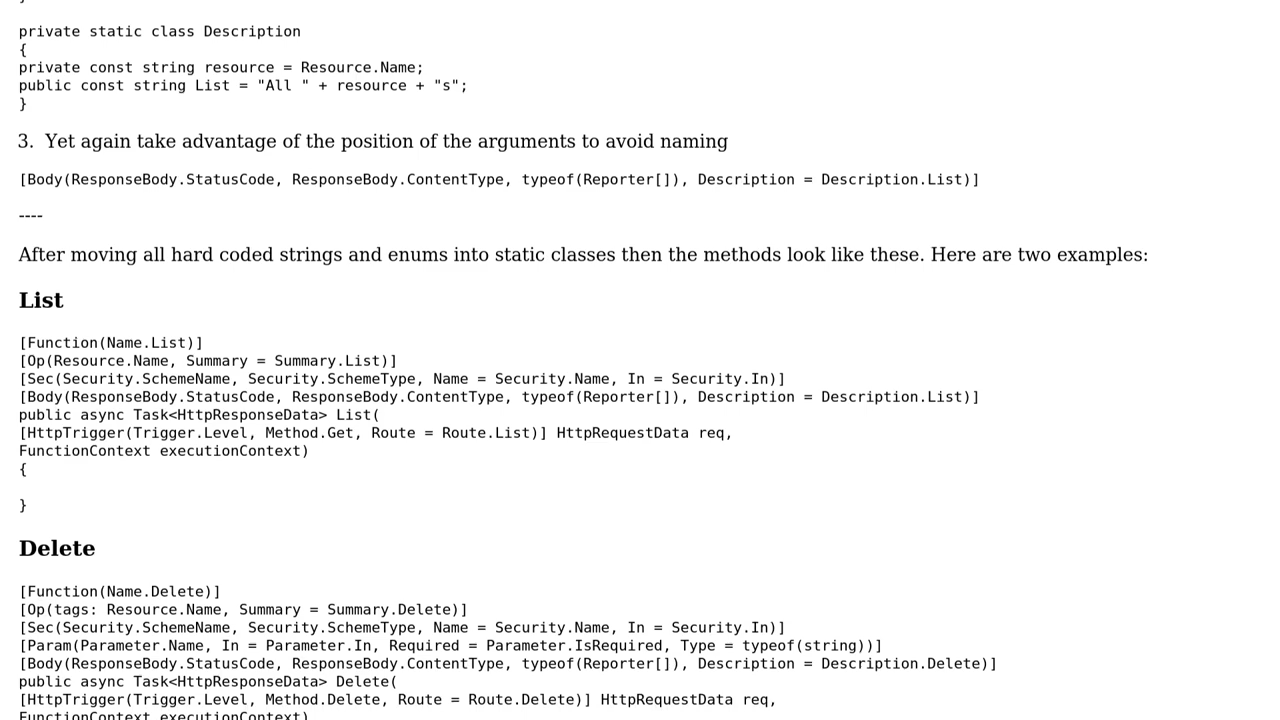 private static class Description
{
private const string resource = Resource.Name;
public const string List = "All " + resource + "s";
}
3. Yet again take advantage of the position of the arguments to avoid naming
[Body(ResponseBody.StatusCode, ResponseBody.ContentType, typeof(Reporter[]), Description = Description.List)]
----
After moving all hard coded strings and enums into static classes then the methods look like these. Here are two examples:
List
[Function(Name.List)]
[Op(Resource.Name, Summary = Summary.List)]
[Sec(Security.SchemeName, Security.SchemeType, Name = Security.Name, In = Security.In)]
[Body(ResponseBody.StatusCode, ResponseBody.ContentType, typeof(Reporter[]), Description = Description.List)]
public async Task<HttpResponseData> List(
[HttpTrigger(Trigger.Level, Method.Get, Route = Route.List)] HttpRequestData req,
FunctionContext executionContext)
{
}
Delete
[Function(Name.Delete)]
[Op(tags: Resource.Name, Summary = Summary.Delete)]
[Sec(Security.SchemeName, Security.SchemeType, Name = Security.Name, In = Security.In)]
[Param(Parameter.Name, In = Parameter.In, Required = Parameter.IsRequired, Type = typeof(string))]
[Body(ResponseBody.StatusCode, ResponseBody.ContentType, typeof(Reporter[]), Description = Description.Delete)]
public async Task<HttpResponseData> Delete(
[HttpTrigger(Trigger.Level, Method.Delete, Route = Route.Delete)] HttpRequestData req,
FunctionContext executionContext)